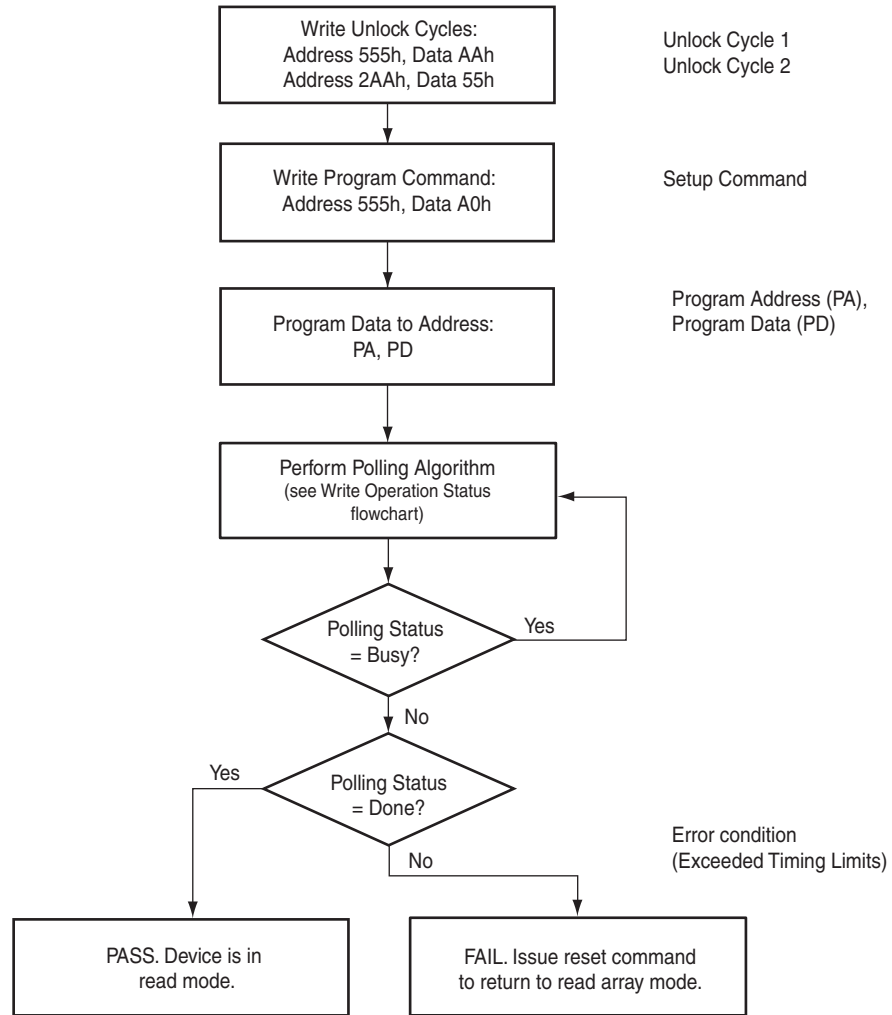 Write Unlock Cycles:
Address 555h, Data AAh
Address 2AAh, Data 55h
Unlock Cycle 1
Unlock Cycle 2
Write Program Command:
Address 555h, Data A0h
Setup Command
Program Data to Address:
PA, PD
Program Address (PA),
Program Data (PD)
Perform Polling Algorithm
(see Write Operation Status
flowchart)
Polling Status
= Busy?
Yes
No
Polling Status
= Done?
Yes
No
Error condition
(Exceeded Timing Limits)
PASS. Device is in
read mode.
FAIL. Issue reset command
to return to read array mode.